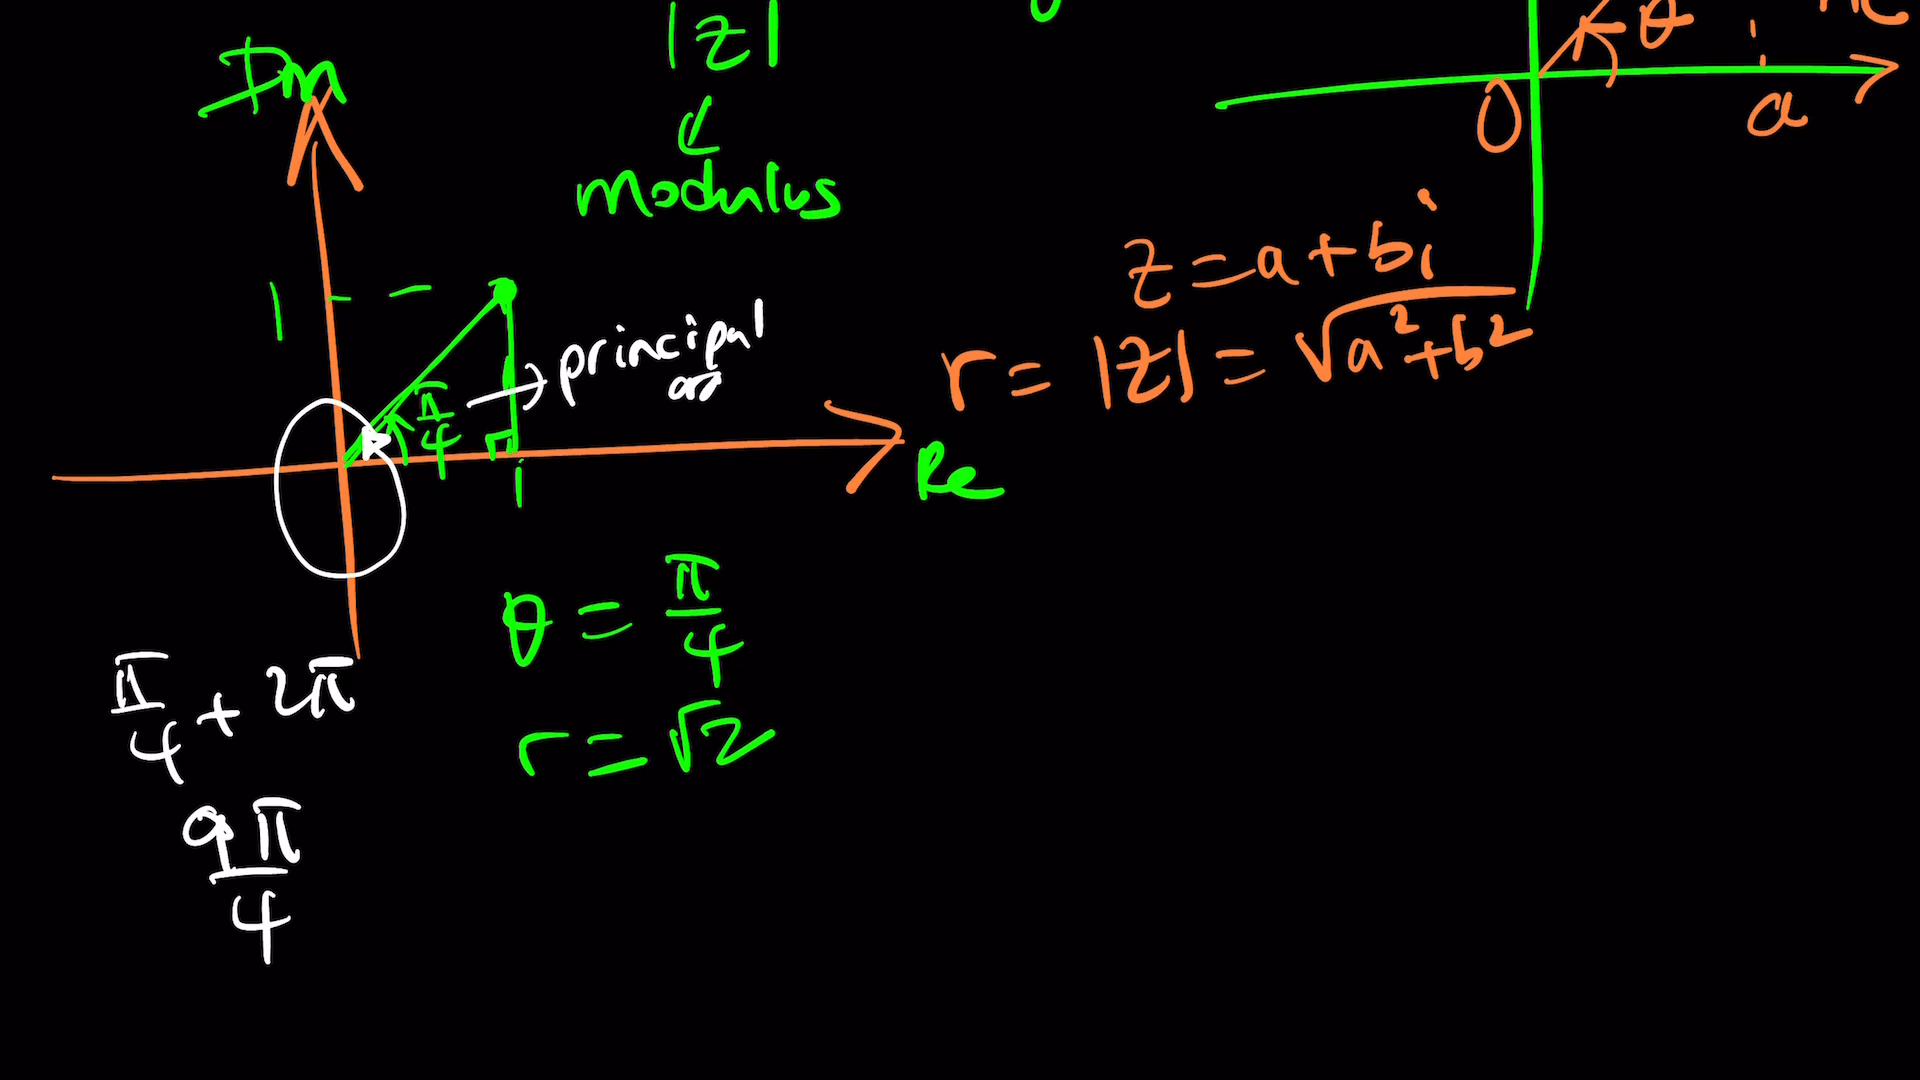 Im
|z|
modulus
1
π/4
principal
1
Re
θ = π/4
r = √2
π/4 + 2π
9π/4
θ
0
a
z = a + bi
r = |z| = √a²+b²